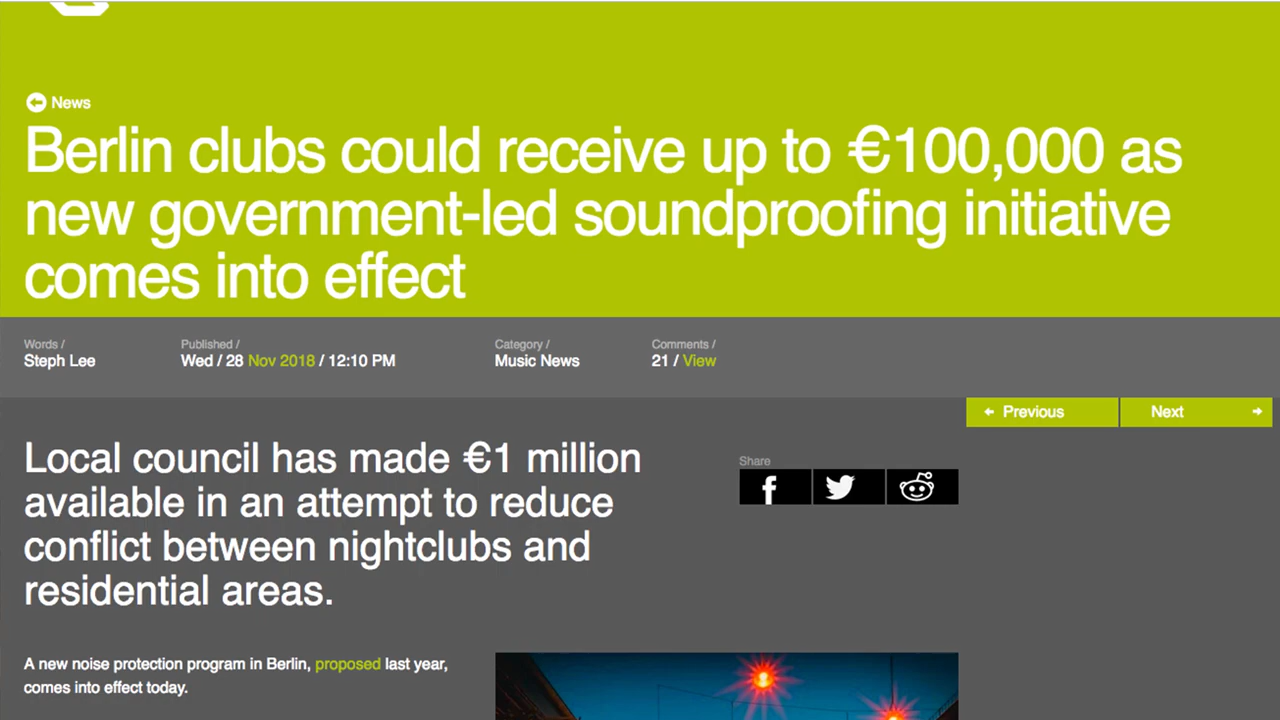 News
Berlin clubs could receive up to €100,000 as
new government-led soundproofing initiative
comes into effect
Words /
Steph Lee
Published /
Wed / 28 Nov 2018 / 12:10 PM
Category /
Music News
Comments /
21 / View
Previous
Next
Local council has made €1 million
available in an attempt to reduce
conflict between nightclubs and
residential areas.
Share
A new noise protection program in Berlin, proposed last year,
comes into effect today.